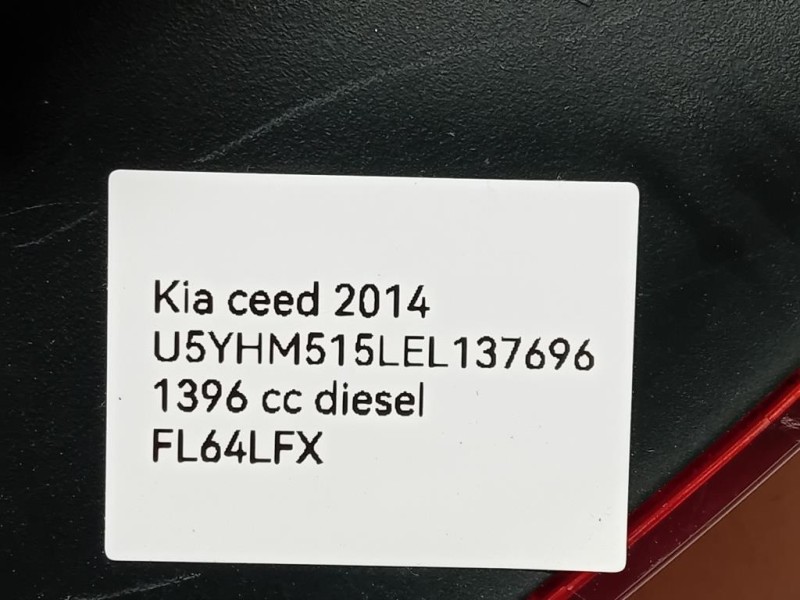 Kia ceed 2014
U5YHM515LEL137696
1396 cc diesel
FL64LFX